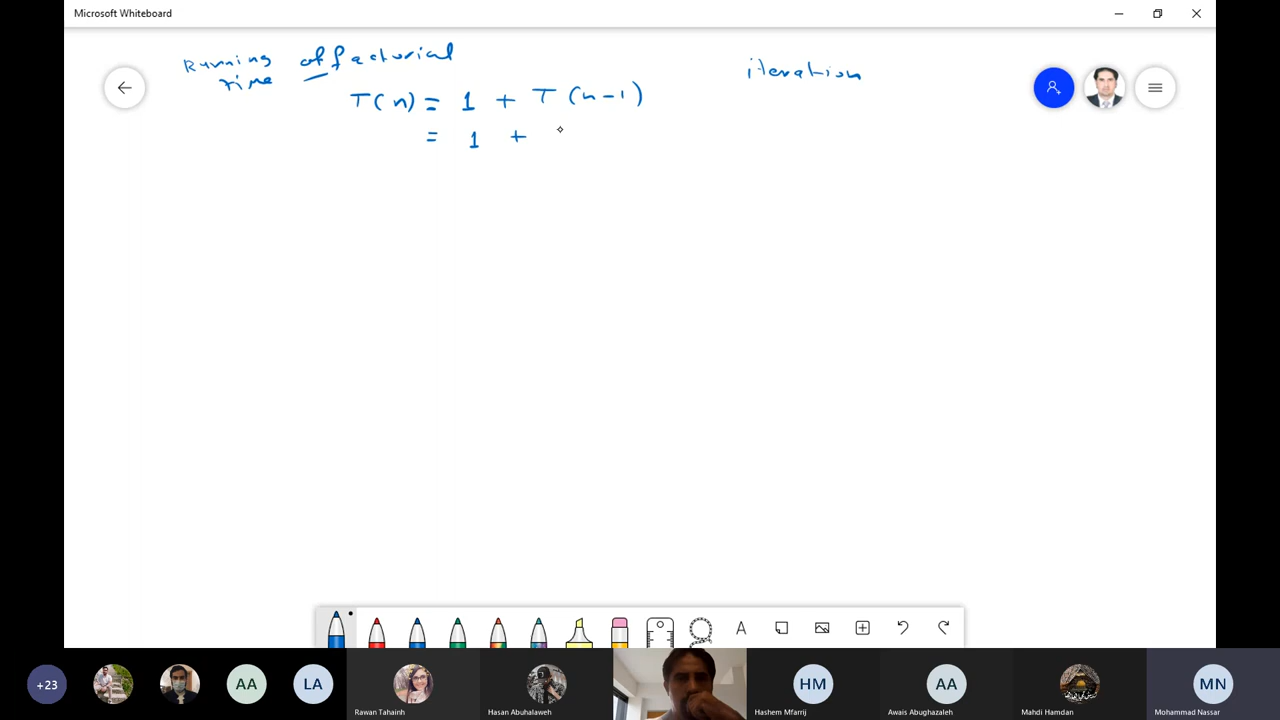 Microsoft Whiteboard
Running time of factorial
iteration
T(n) = 1 + T(n-1)
= 1 +
A
+23
AA
LA
HM
AA
MN
Rawan Tahainh
Hasan Abuhalaweh
Hashem Mfarrij
Awais Abughazaleh
Mahdi Hamdan
Mohammad Nassar